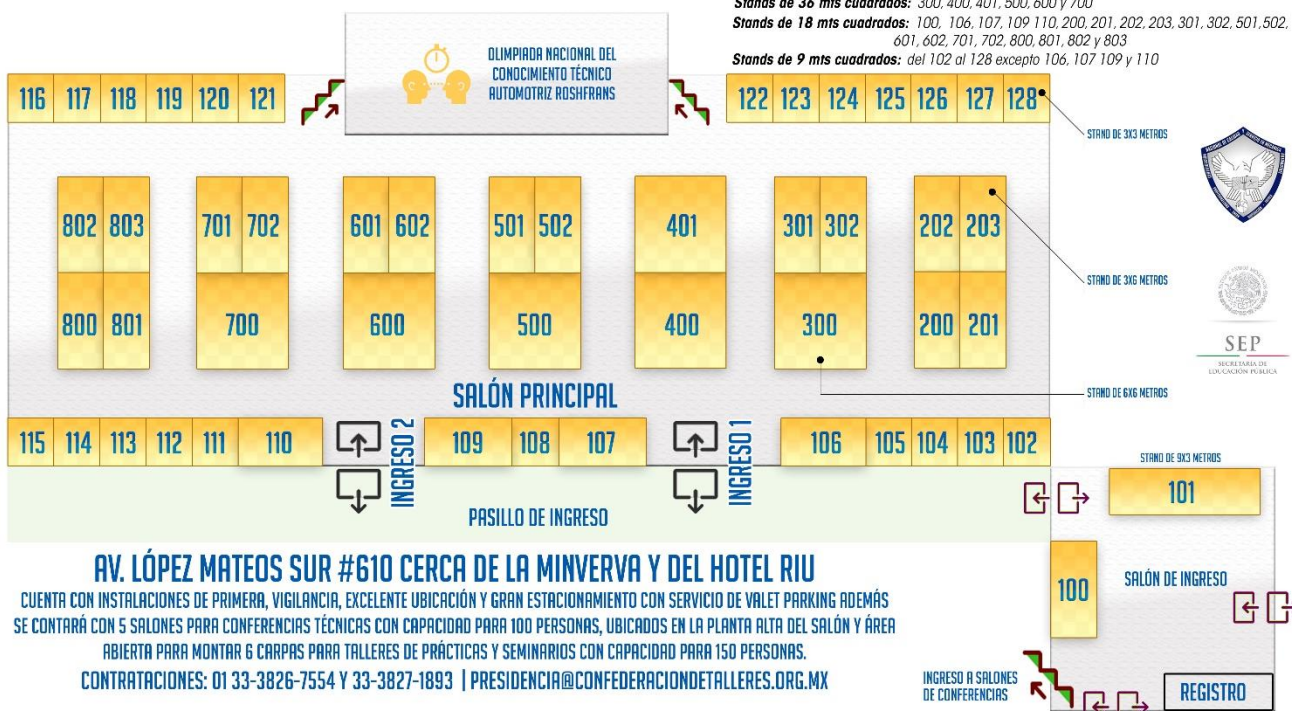 Stands de 36 mts cuadrados: 300, 400, 401, 500, 600 y 700
Stands de 18 mts cuadrados: 100, 106, 107, 109 110, 200, 201, 202, 203, 301, 302, 501, 502,
601, 602, 701, 702, 800, 801, 802 y 803
Stands de 9 mts cuadrados: del 102 al 128 excepto 106, 107 109 y 110
OLIMPIADA NACIONAL DEL
CONOCIMIENTO TÉCNICO
AUTOMOTRIZ ROSHFRANS
116 117 118 119 120 121
122 123 124 125 126 127 128
STAND DE 3X3 METROS
802 803 701 702 601 602 501 502 401 301 302 202 203
STAND DE 3X6 METROS
800 801 700 600 500 400 300 200 201
SEP
SECRETARÍA DE
EDUCACIÓN PÚBLICA
STAND DE 6X6 METROS
SALÓN PRINCIPAL
115 114 113 112 111 110
INGRESO 2
109 108 107
INGRESO 1
106 105 104 103 102
STAND DE 9X3 METROS
101
PASILLO DE INGRESO
100
SALÓN DE INGRESO
AV. LÓPEZ MATEOS SUR #610 CERCA DE LA MINVERVA Y DEL HOTEL RIU
CUENTA CON INSTALACIONES DE PRIMERA, VIGILANCIA, EXCELENTE UBICACIÓN Y GRAN ESTACIONAMIENTO CON SERVICIO DE VALET PARKING ADEMÁS
SE CONTARÁ CON 5 SALONES PARA CONFERENCIAS TÉCNICAS CON CAPACIDAD PARA 100 PERSONAS, UBICADOS EN LA PLANTA ALTA DEL SALÓN Y ÁREA
ABIERTA PARA MONTAR 6 CARPAS PARA TALLERES DE PRÁCTICAS Y SEMINARIOS CON CAPACIDAD PARA 150 PERSONAS.
CONTRATACIONES: 01 33-3826-7554 Y 33-3827-1893 | PRESIDENCIA@CONFEDERACIONDETALLERES.ORG.MX
INGRESO A SALONES
DE CONFERENCIAS
REGISTRO